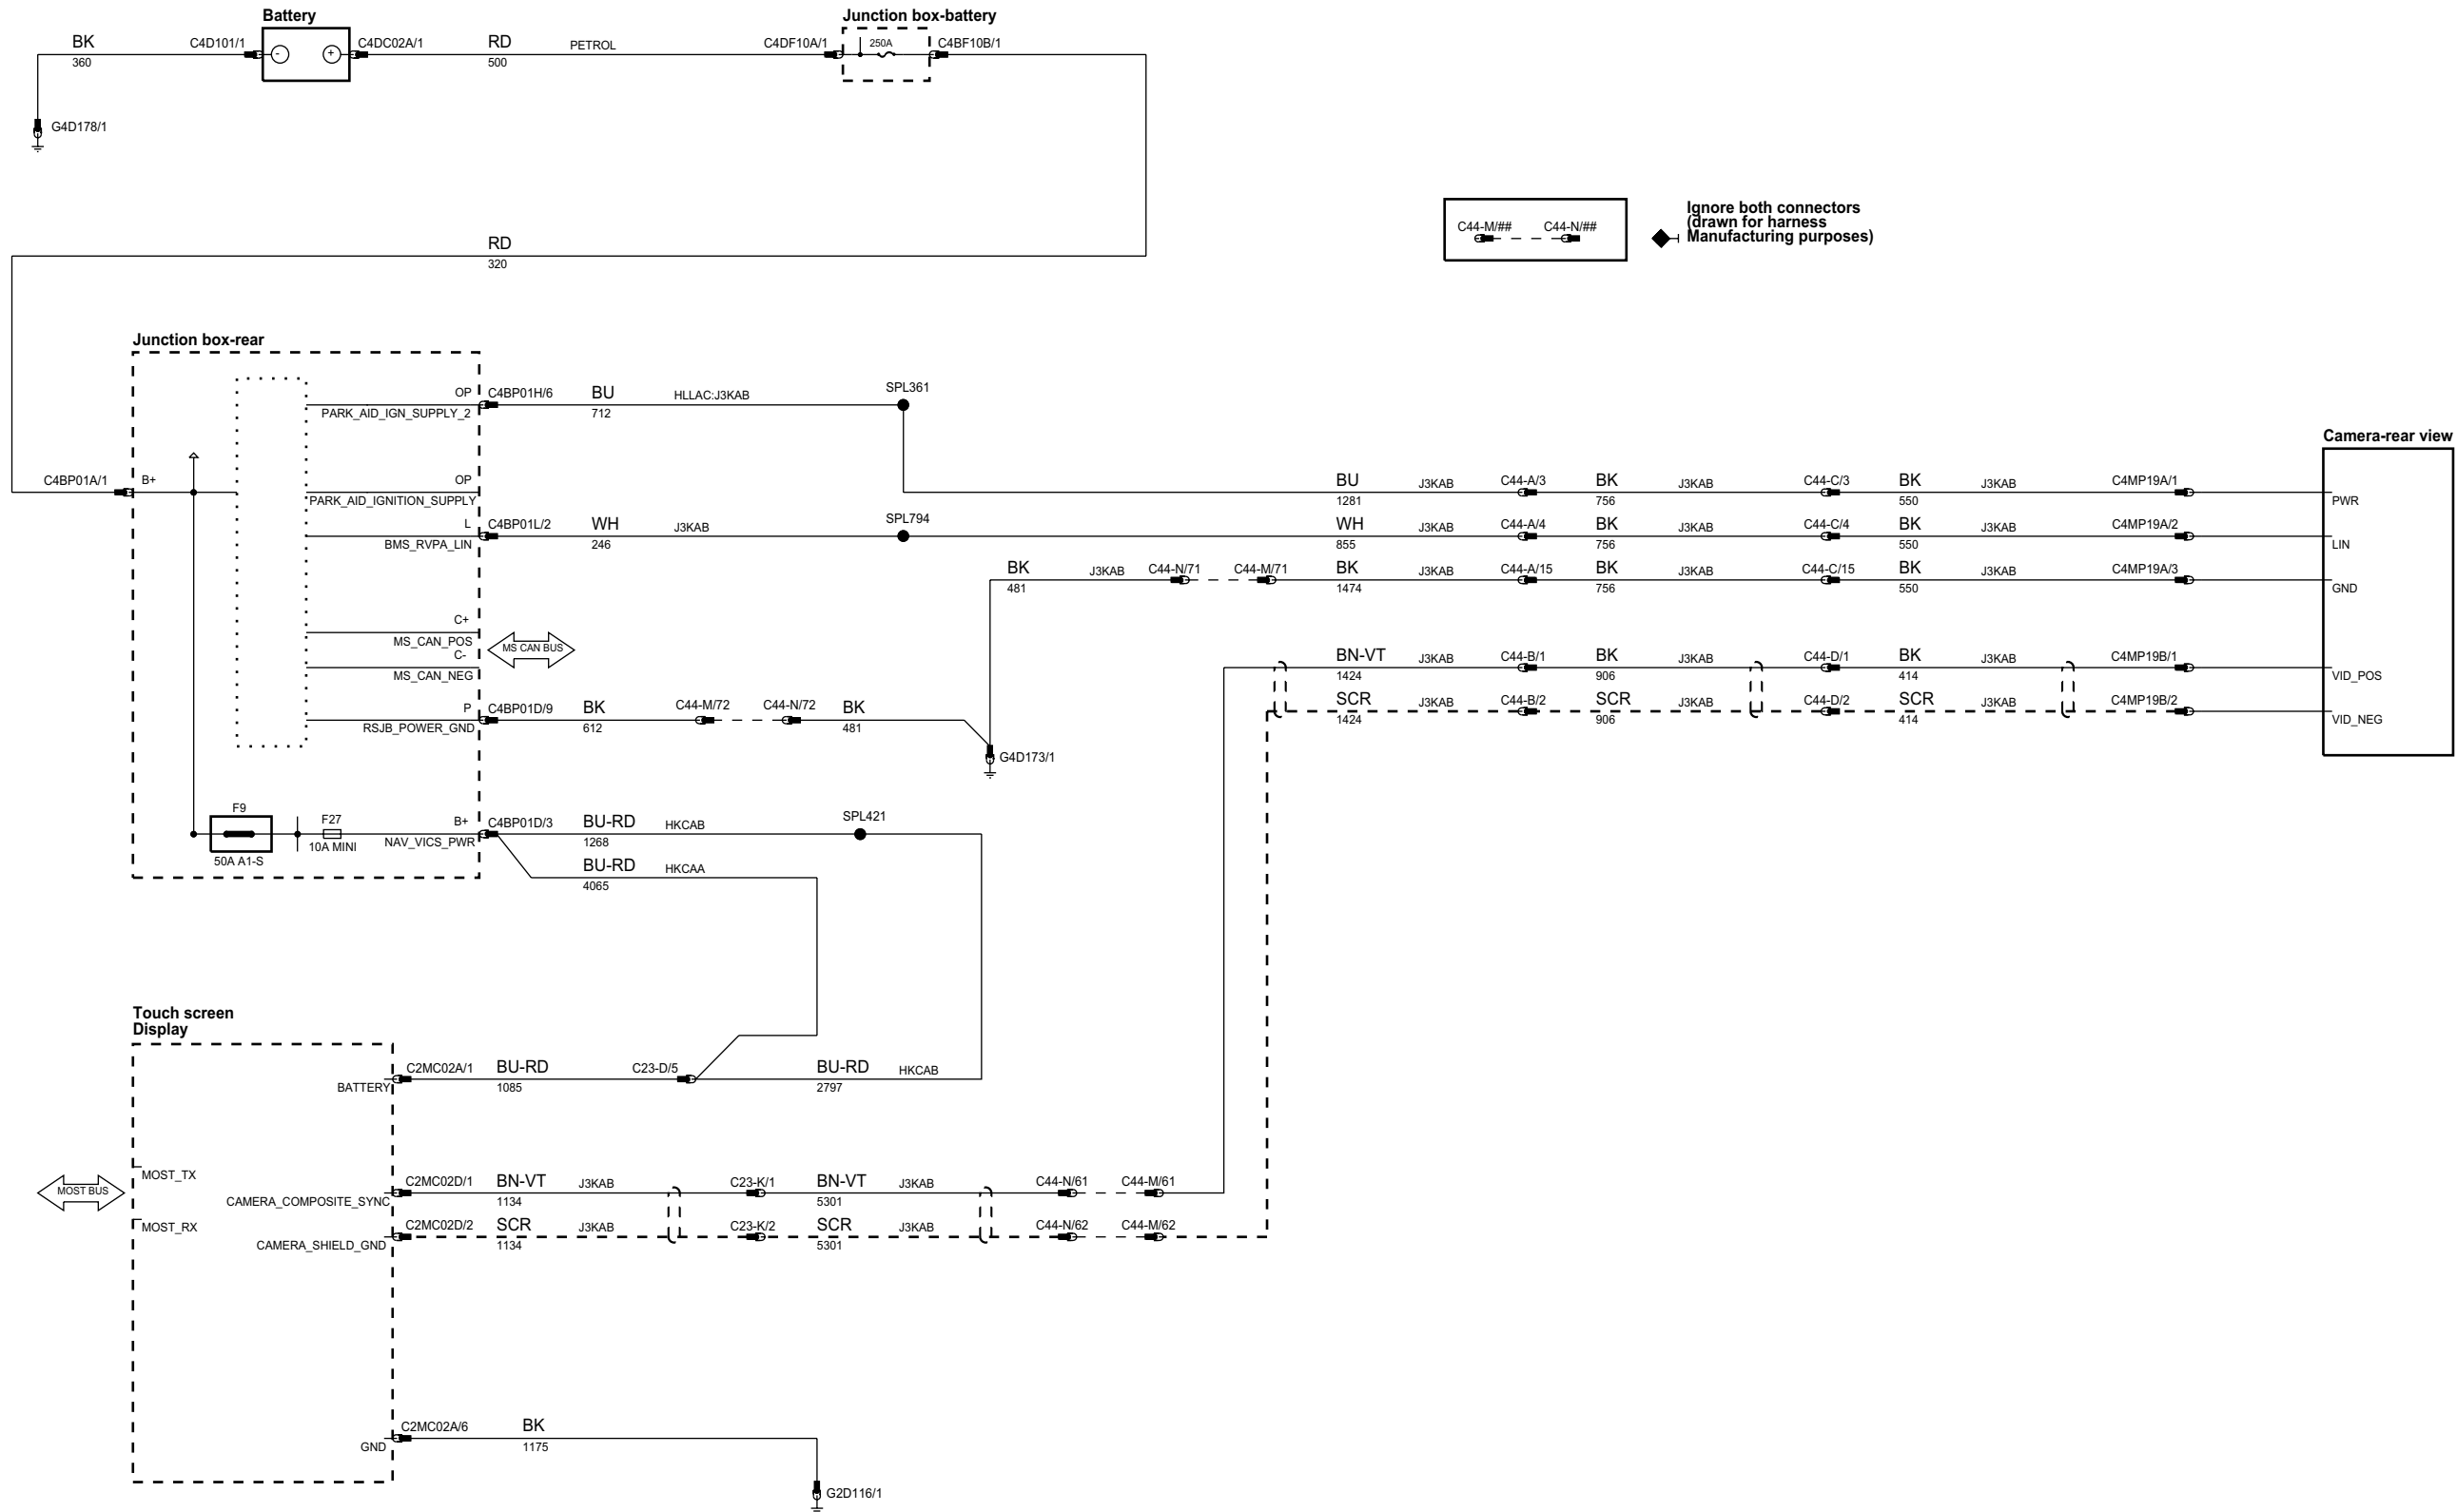 Battery
Junction box-battery
C4D101/1
C4DC02A/1
BK
360
-
+
RD
500
PETROL
C4DF10A/1
250A
C4BF10B/1
G4D178/1
C44-M/##
C44-N/##
Ignore both connectors
(drawn for harness
Manufacturing purposes)
RD
320
Junction box-rear
OP
PARK_AID_IGN_SUPPLY_2
C4BP01H/6
BU
712
HLLAC:J3KAB
SPL361
Camera-rear view
C4BP01A/1
B+
OP
PARK_AID_IGNITION_SUPPLY
BU
1281
J3KAB
C44-A/3
BK
756
J3KAB
C44-C/3
BK
550
J3KAB
C4MP19A/1
PWR
L
BMS_RVPA_LIN
C4BP01L/2
WH
246
J3KAB
SPL794
WH
855
J3KAB
C44-A/4
BK
756
J3KAB
C44-C/4
BK
550
J3KAB
C4MP19A/2
LIN
BK
481
J3KAB
C44-N/71
C44-M/71
BK
1474
J3KAB
C44-A/15
BK
756
J3KAB
C44-C/15
BK
550
J3KAB
C4MP19A/3
GND
C+
MS_CAN_POS
C-
MS_CAN_NEG
MS CAN BUS
BN-VT
1424
J3KAB
C44-B/1
BK
906
J3KAB
C44-D/1
BK
414
J3KAB
C4MP19B/1
VID_POS
P
RSJB_POWER_GND
C4BP01D/9
BK
612
C44-M/72
C44-N/72
BK
481
SCR
1424
J3KAB
C44-B/2
SCR
906
J3KAB
C44-D/2
SCR
414
J3KAB
C4MP19B/2
VID_NEG
G4D173/1
F9
50A A1-S
F27
10A MINI
B+
NAV_VICS_PWR
C4BP01D/3
BU-RD
1268
HKCAB
SPL421
BU-RD
4065
HKCAA
Touch screen
Display
BATTERY
C2MC02A/1
BU-RD
1085
C23-D/5
BU-RD
2797
HKCAB
MOST BUS
MOST_TX
MOST_RX
CAMERA_COMPOSITE_SYNC
C2MC02D/1
BN-VT
1134
J3KAB
C23-K/1
BN-VT
5301
J3KAB
C44-N/61
C44-M/61
CAMERA_SHIELD_GND
C2MC02D/2
SCR
1134
J3KAB
C23-K/2
SCR
5301
J3KAB
C44-N/62
C44-M/62
GND
C2MC02A/6
BK
1175
G2D116/1